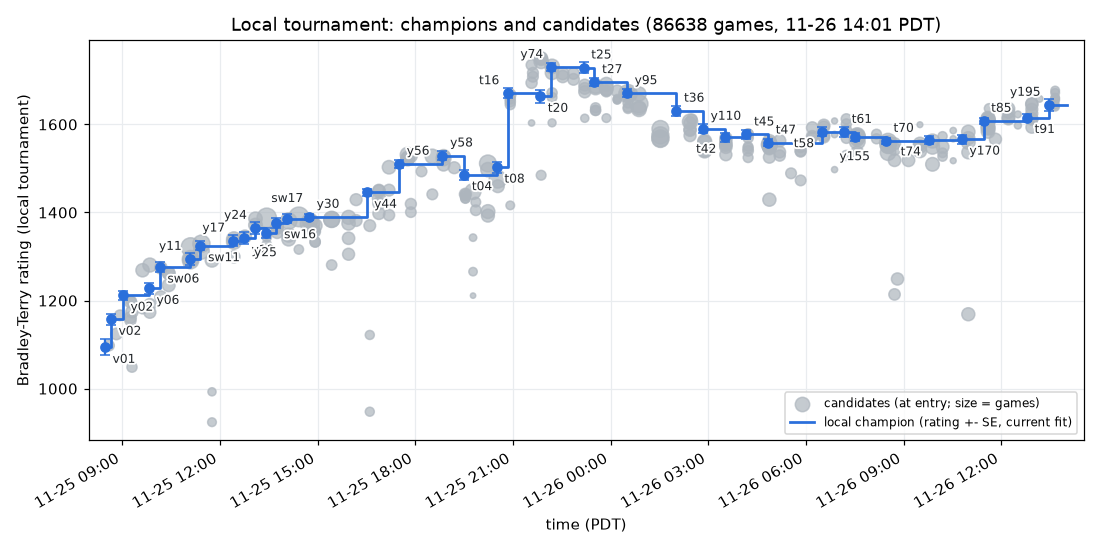 Local tournament: champions and candidates (86638 games, 11-26 14:01 PDT)
Bradley-Terry rating (local tournament)
1600
1400
1200
1000
v01
v02
y02
y06
y11
sw06
y17
sw11
y24
y25
sw17
sw16
y30
y44
y56
y58
t04
t08
t16
t20
y74
t25
t27
y95
t36
t42
y110
t45
t47
t58
t61
y155
t70
t74
y170
t85
t91
y195
candidates (at entry; size = games)
local champion (rating +- SE, current fit)
11-25 09:00
11-25 12:00
11-25 15:00
11-25 18:00
11-25 21:00
11-26 00:00
11-26 03:00
11-26 06:00
11-26 09:00
11-26 12:00
time (PDT)